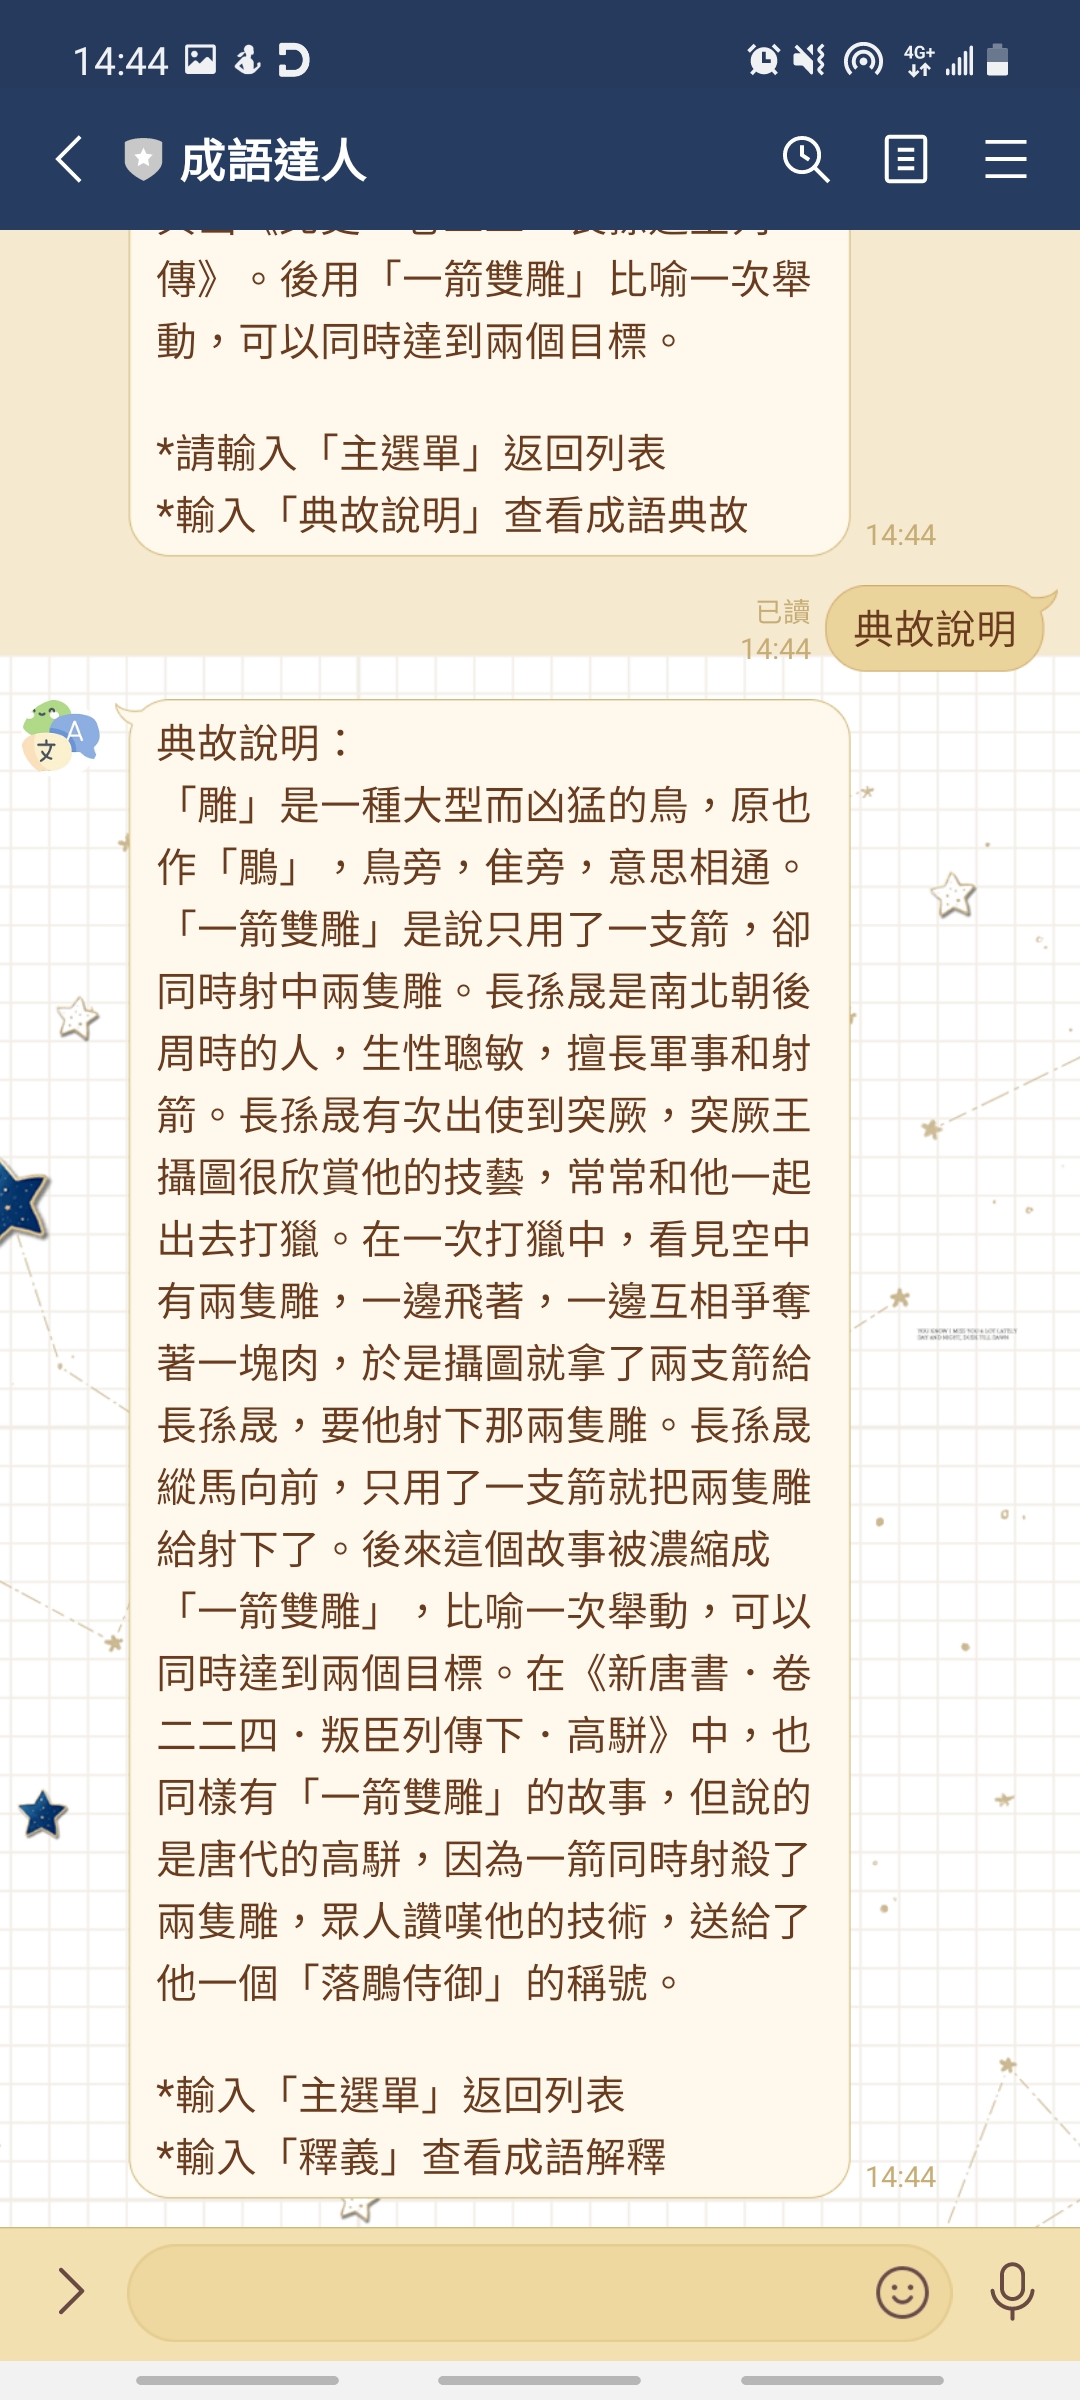 14:44
4G+
成語達人
傳》。後用「一箭雙雕」比喻一次舉
動，可以同時達到兩個目標。
*請輸入「主選單」返回列表
*輸入「典故說明」查看成語典故
14:44
已讀
14:44
典故說明
A
文
典故說明：
「雕」是一種大型而凶猛的鳥，原也
作「鵰」，鳥旁，隹旁，意思相通。
「一箭雙雕」是說只用了一支箭，卻
同時射中兩隻雕。長孫晟是南北朝後
周時的人，生性聰敏，擅長軍事和射
箭。長孫晟有次出使到突厥，突厥王
攝圖很欣賞他的技藝，常常和他一起
出去打獵。在一次打獵中，看見空中
有兩隻雕，一邊飛著，一邊互相爭奪
著一塊肉，於是攝圖就拿了兩支箭給
長孫晟，要他射下那兩隻雕。長孫晟
縱馬向前，只用了一支箭就把兩隻雕
給射下了。後來這個故事被濃縮成
「一箭雙雕」，比喻一次舉動，可以
同時達到兩個目標。在《新唐書．卷
二二四．叛臣列傳下．高駢》中，也
同樣有「一箭雙雕」的故事，但說的
是唐代的高駢，因為一箭同時射殺了
兩隻雕，眾人讚嘆他的技術，送給了
他一個「落鵰侍御」的稱號。
*輸入「主選單」返回列表
*輸入「釋義」查看成語解釋
14:44